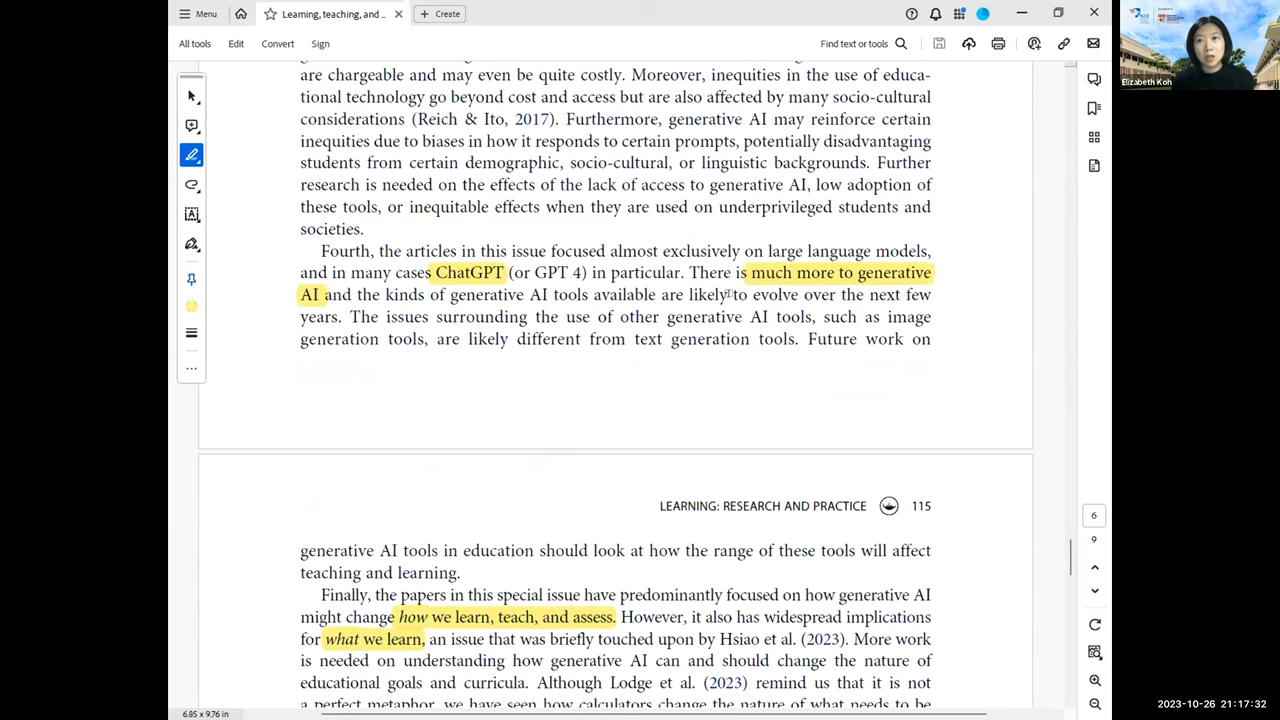 Menu
Learning, teaching, and - ..
Create
All tools
Edit
Convert
Sign
Find text or tools
Elizabeth Koh
are chargeable and may even be quite costly. Moreover, inequities in the use of educa-
tional technology go beyond cost and access but are also affected by many socio-cultural
considerations (Reich & Ito, 2017). Furthermore, generative AI may reinforce certain
inequities due to biases in how it responds to certain prompts, potentially disadvantaging
students from certain demographic, socio-cultural, or linguistic backgrounds. Further
research is needed on the effects of the lack of access to generative AI, low adoption of
these tools, or inequitable effects when they are used on underprivileged students and
societies.
Fourth, the articles in this issue focused almost exclusively on large language models,
and in many cases ChatGPT (or GPT 4) in particular. There is much more to generative
AI and the kinds of generative AI tools available are likely to evolve over the next few
years. The issues surrounding the use of other generative AI tools, such as image
generation tools, are likely different from text generation tools. Future work on
LEARNING: RESEARCH AND PRACTICE 115
generative AI tools in education should look at how the range of these tools will affect
teaching and learning.
Finally, the papers in this special issue have predominantly focused on how generative AI
might change how we learn, teach, and assess. However, it also has widespread implications
for what we learn, an issue that was briefly touched upon by Hsiao et al. (2023). More work
is needed on understanding how generative AI can and should change the nature of
educational goals and curricula. Although Lodge et al. (2023) remind us that it is not
a perfect metaphor, we have seen how calculators change the nature of what needs to be
6
9
6.85 x 9.76 in
2023-10-26 21:17:32